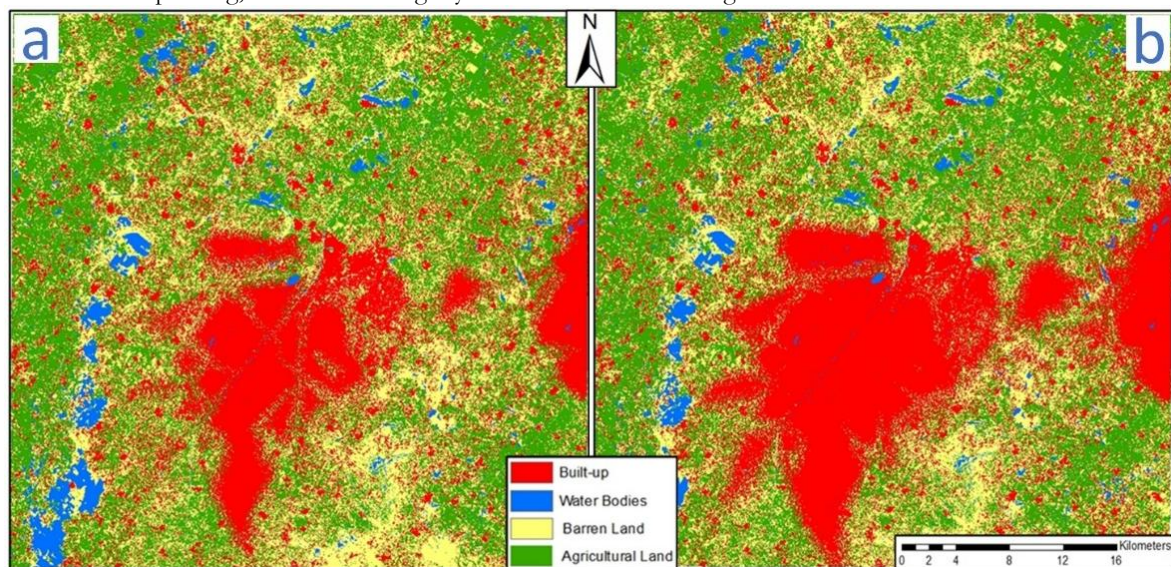 a
N
b
Built-up
Water Bodies
Barren Land
Agricultural Land
Kilometers
0 2 4 8 12 16